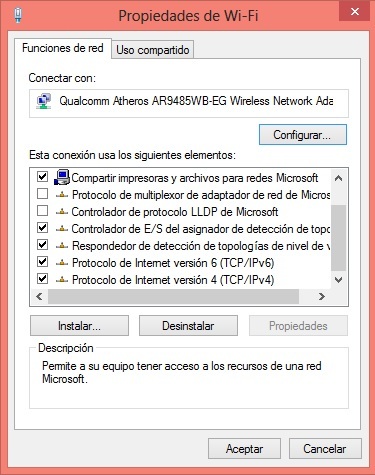 Propiedades de Wi-Fi
Funciones de red
Uso compartido
Conectar con:
Qualcomm Atheros AR9485WB-EG Wireless Network Ada
Configurar...
Esta conexión usa los siguientes elementos:
Compartir impresoras y archivos para redes Microsoft
Protocolo de multiplexor de adaptador de red de Micros
Controlador de protocolo LLDP de Microsoft
Controlador de E/S del asignador de detección de topo
Respondedor de detección de topologías de nivel de v
Protocolo de Internet versión 6 (TCP/IPv6)
Protocolo de Internet versión 4 (TCP/IPv4)
Instalar...
Desinstalar
Propiedades
Descripción
Permite a su equipo tener acceso a los recursos de una red
Microsoft.
Aceptar
Cancelar